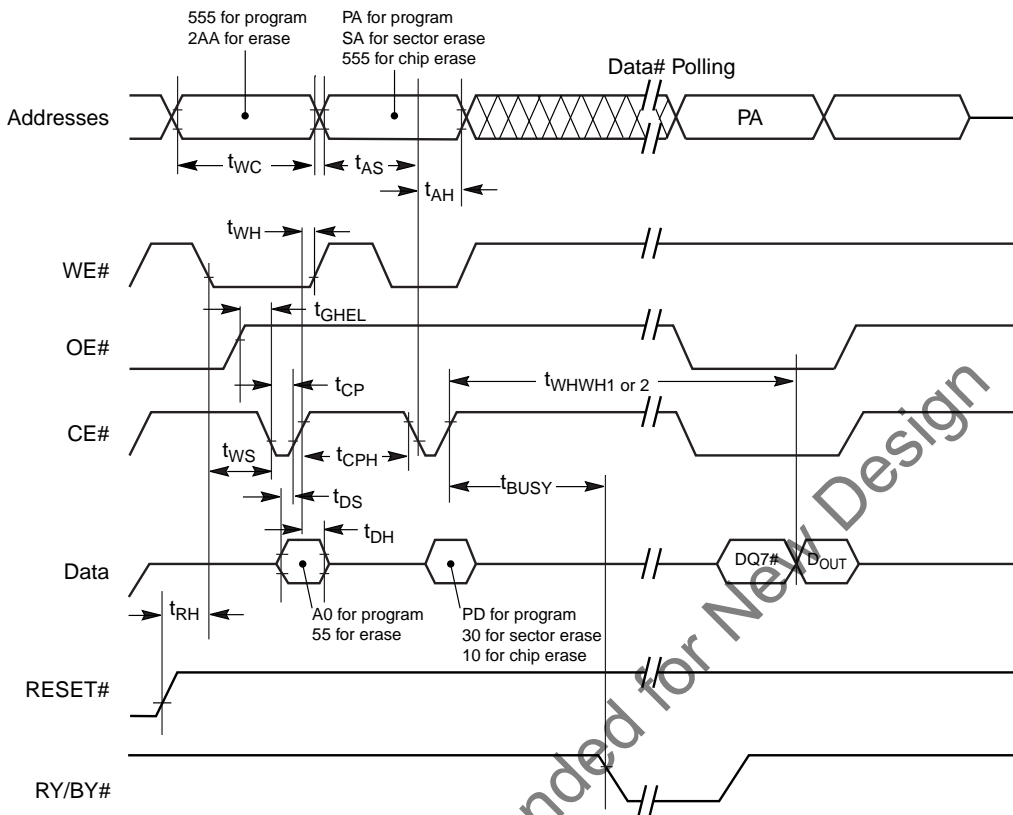 555 for program
2AA for erase
PA for program
SA for sector erase
555 for chip erase
Data# Polling
Addresses
PA
tWC
tAS
tAH
tWH
WE#
tGHEL
OE#
tCP
tWHWH1 or 2
CE#
tWS
tCPH
tBUSY
tDS
tDH
Data
DQ7#
DOUT
tRH
A0 for program
55 for erase
PD for program
30 for sector erase
10 for chip erase
RESET#
RY/BY#
nded for New Design